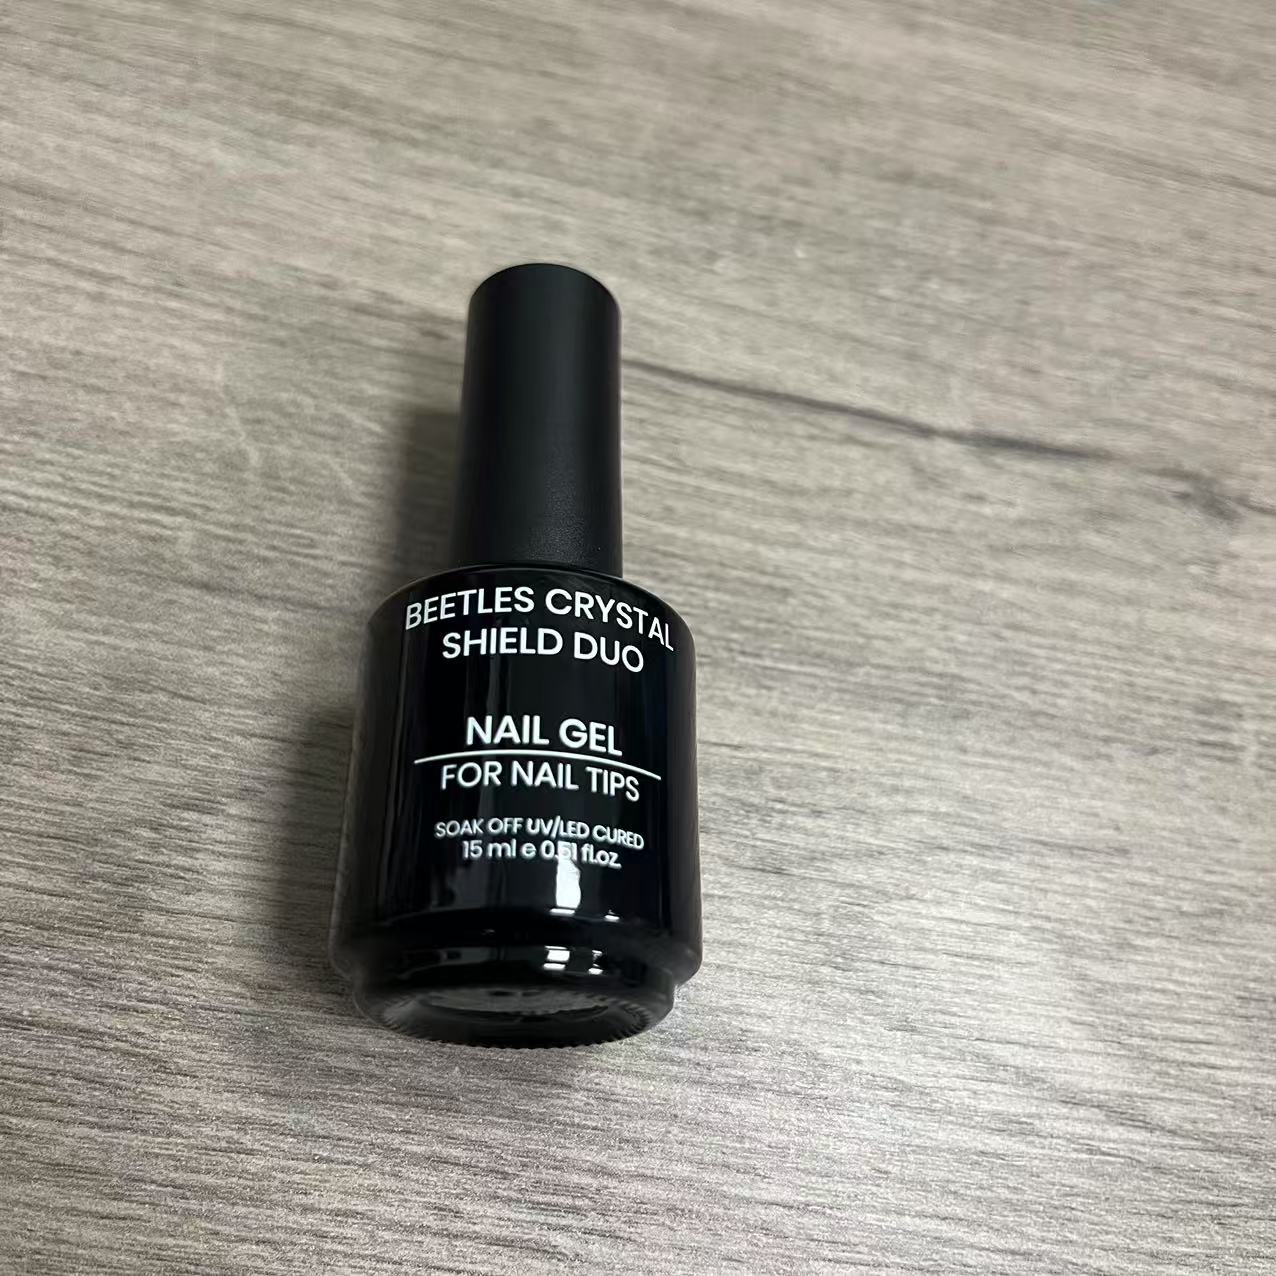 BEETLES CRYSTAL
SHIELD DUO
NAIL GEL
FOR NAIL TIPS
SOAK OFF UV/LED CURED
15 ml e 0.51 fl.oz.